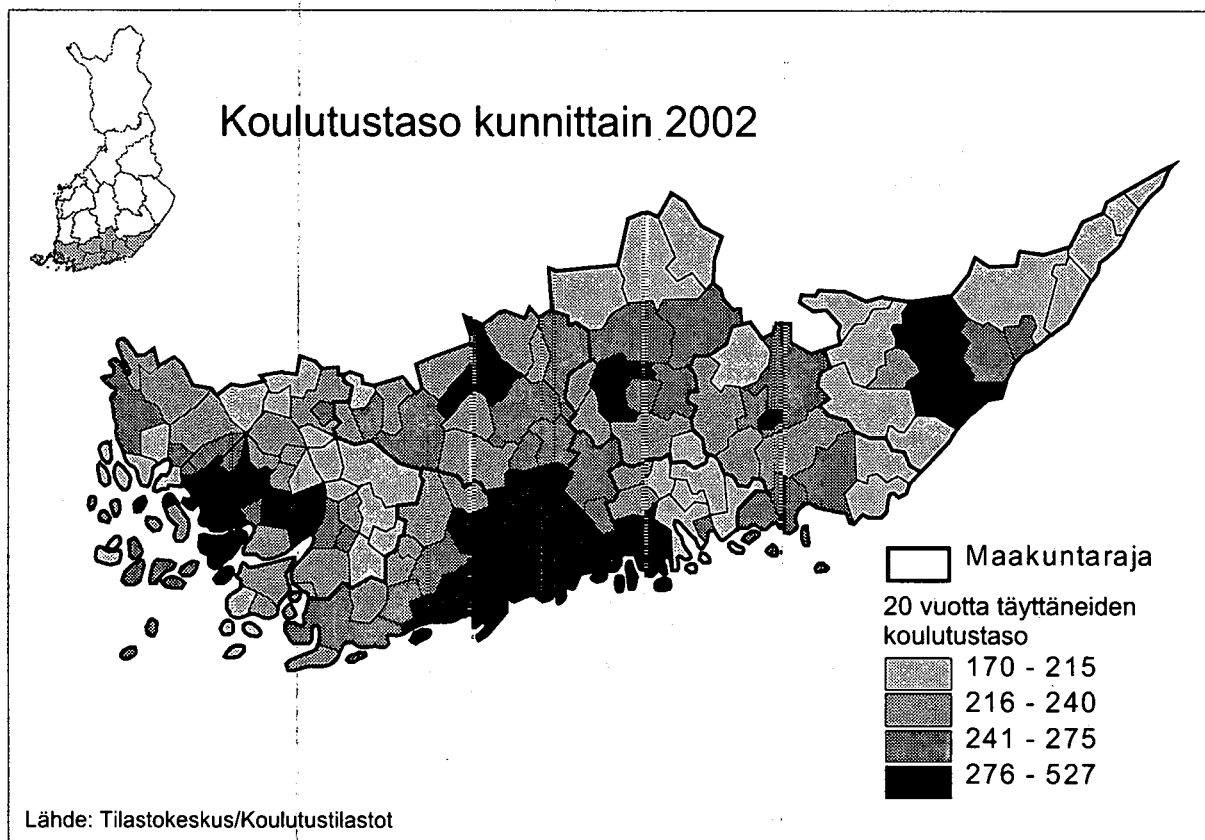 Koulutustaso kunnittain 2002
Maakuntaraja
20 vuotta täyttäneiden
koulutustaso
170 - 215
216 - 240
241 - 275
276 - 527
Lähde: Tilastokeskus/Koulutustilastot